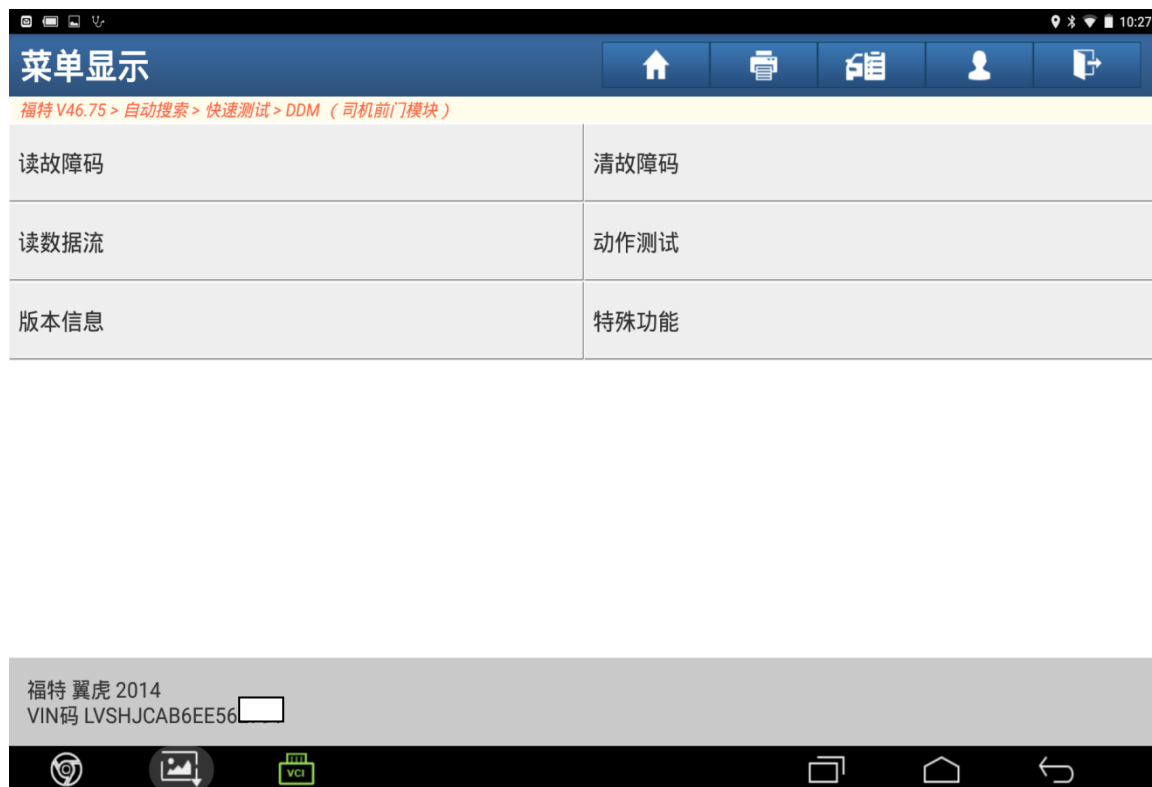 10:27
菜单显示
福特 V46.75 > 自动搜索 > 快速测试 > DDM （司机前门模块）
读故障码
清故障码
读数据流
动作测试
版本信息
特殊功能
福特 翼虎 2014
VIN码 LVSHJCAB6EE56
VCI